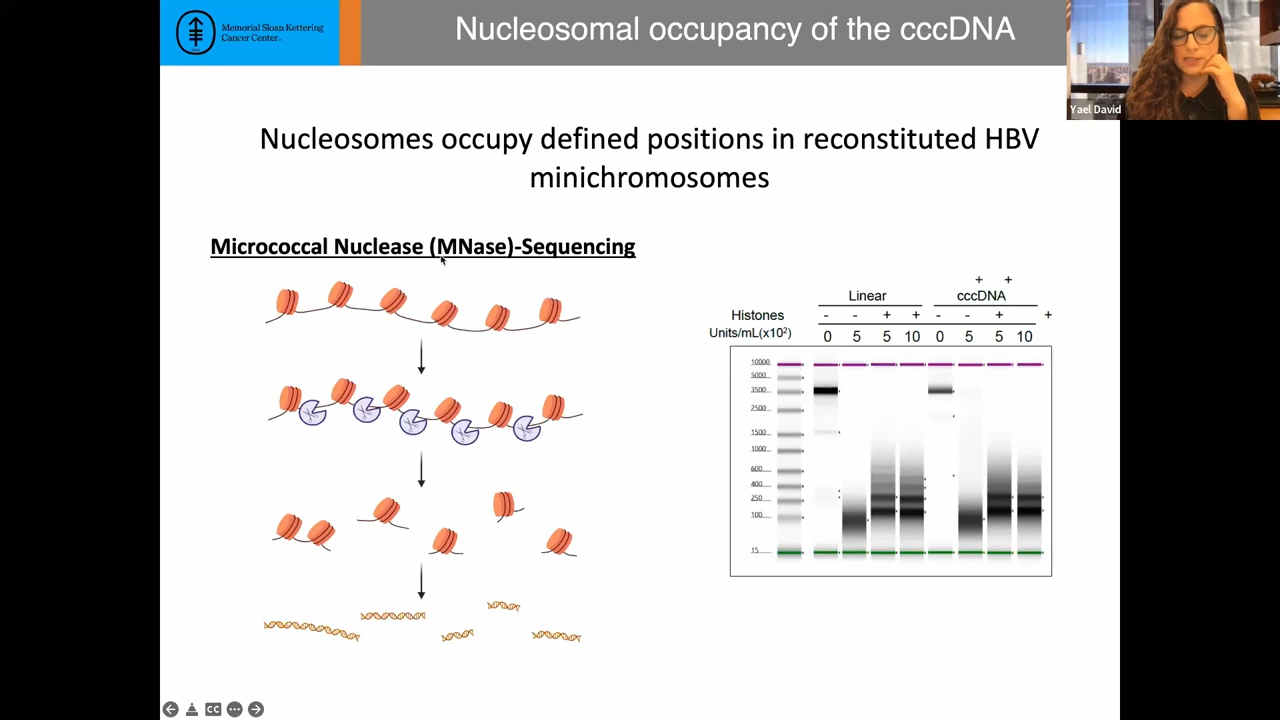 Memorial Sloan Kettering
Cancer Center
Nucleosomal occupancy of the cccDNA
Yael David
Nucleosomes occupy defined positions in reconstituted HBV
minichromosomes
Micrococcal Nuclease (MNase)-Sequencing
+ +
Linear cccDNA
Histones - - + + - - + +
Units/mL(x10²) 0 5 5 10 0 5 5 10
10000
5000
3500
2500
1500
1000
600
400
250
100
15
CC